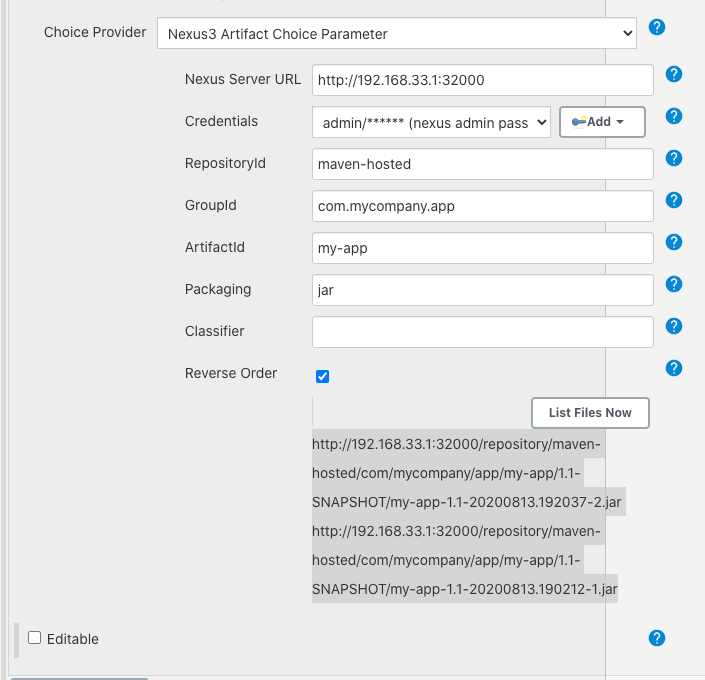 Choice Provider Nexus3 Artifact Choice Parameter ?
Nexus Server URL http://192.168.33.1:32000 ?
Credentials admin/****** (nexus admin pass Add ?
RepositoryId maven-hosted ?
GroupId com.mycompany.app ?
ArtifactId my-app ?
Packaging jar ?
Classifier ?
Reverse Order ?
List Files Now
http://192.168.33.1:32000/repository/maven-
hosted/com/mycompany/app/my-app/1.1-
SNAPSHOT/my-app-1.1-20200813.192037-2.jar
http://192.168.33.1:32000/repository/maven-
hosted/com/mycompany/app/my-app/1.1-
SNAPSHOT/my-app-1.1-20200813.190212-1.jar
Editable ?